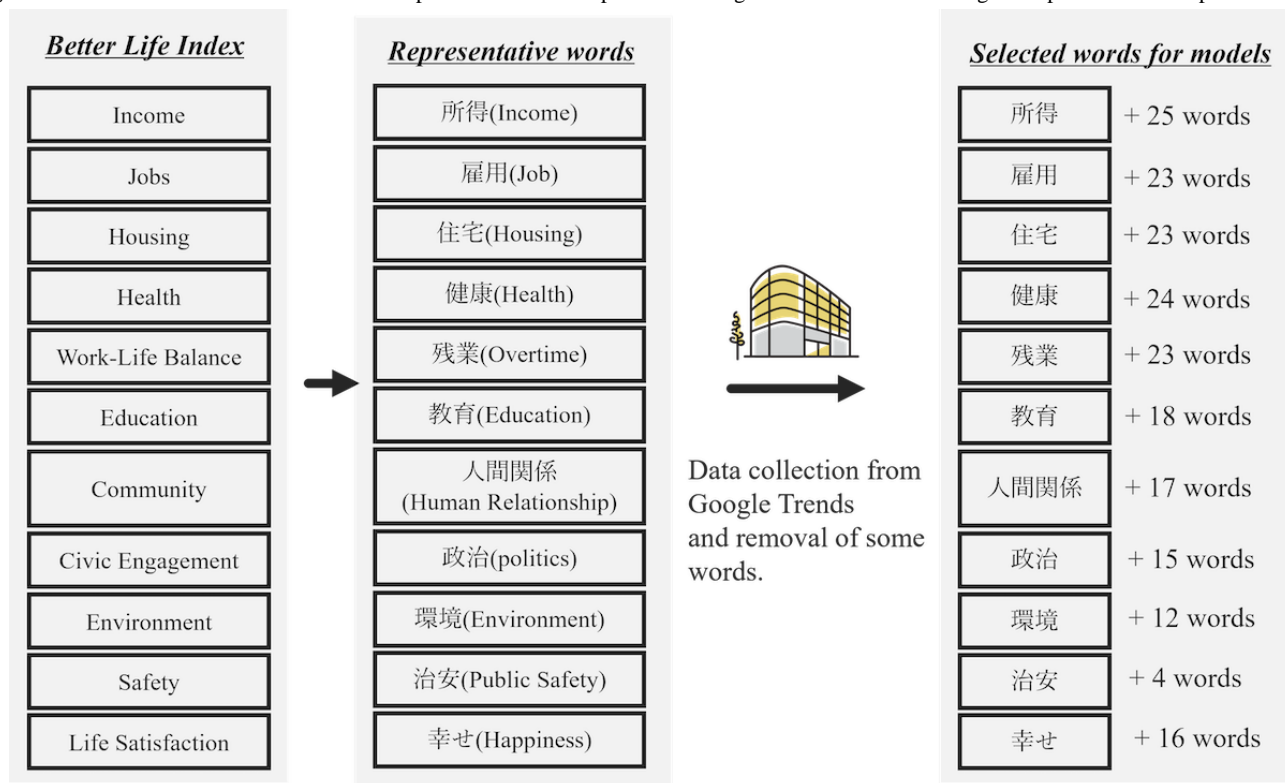 Better Life Index
Income
Jobs
Housing
Health
Work-Life Balance
Education
Community
Civic Engagement
Environment
Safety
Life Satisfaction
Representative words
所得(Income)
雇用(Job)
住宅(Housing)
健康(Health)
残業(Overtime)
教育(Education)
人間関係
(Human Relationship)
政治(politics)
環境(Environment)
治安(Public Safety)
幸せ(Happiness)
Data collection from
Google Trends
and removal of some
words.
Selected words for models
所得 + 25 words
雇用 + 23 words
住宅 + 23 words
健康 + 24 words
残業 + 23 words
教育 + 18 words
人間関係 + 17 words
政治 + 15 words
環境 + 12 words
治安 + 4 words
幸せ + 16 words